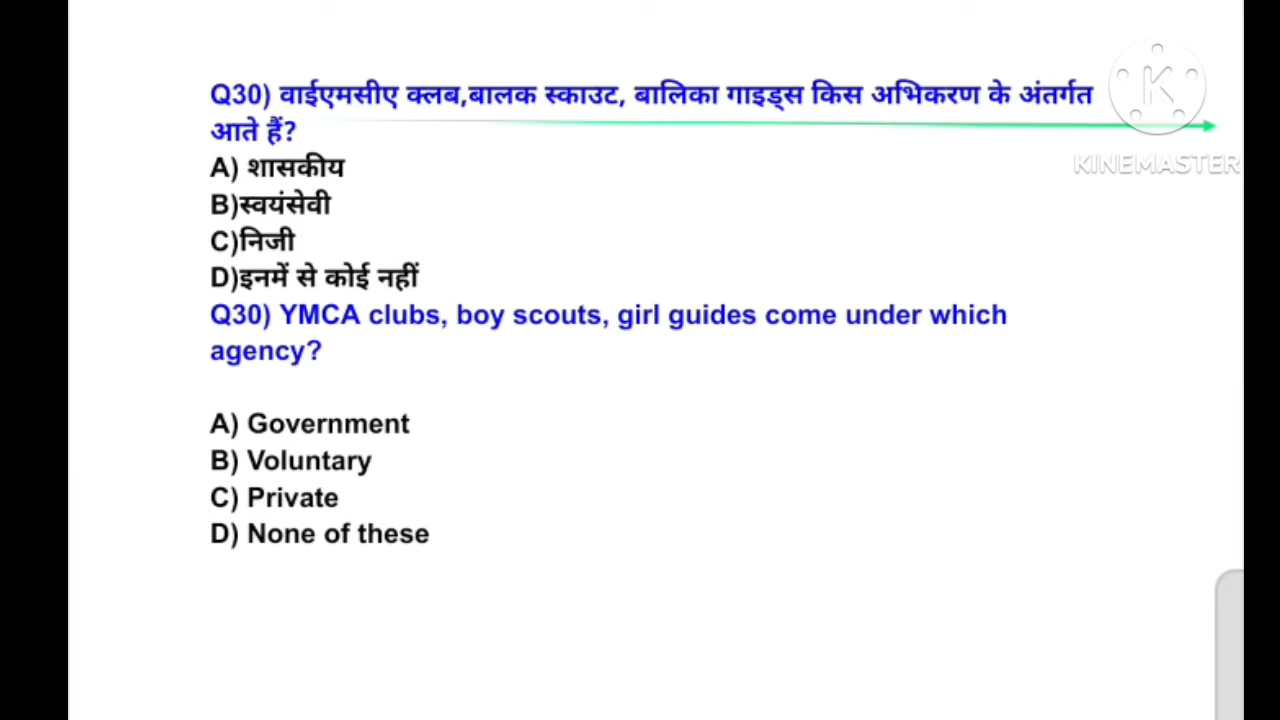 Q30) वाईएमसीए क्लब,बालक स्काउट, बालिका गाइड्स किस अभिकरण के अंतर्गत
आते हैं?
A) शासकीय
B)स्वयंसेवी
C)निजी
D)इनमें से कोई नहीं
Q30) YMCA clubs, boy scouts, girl guides come under which
agency?
A) Government
B) Voluntary
C) Private
D) None of these
K
KINEMASTER